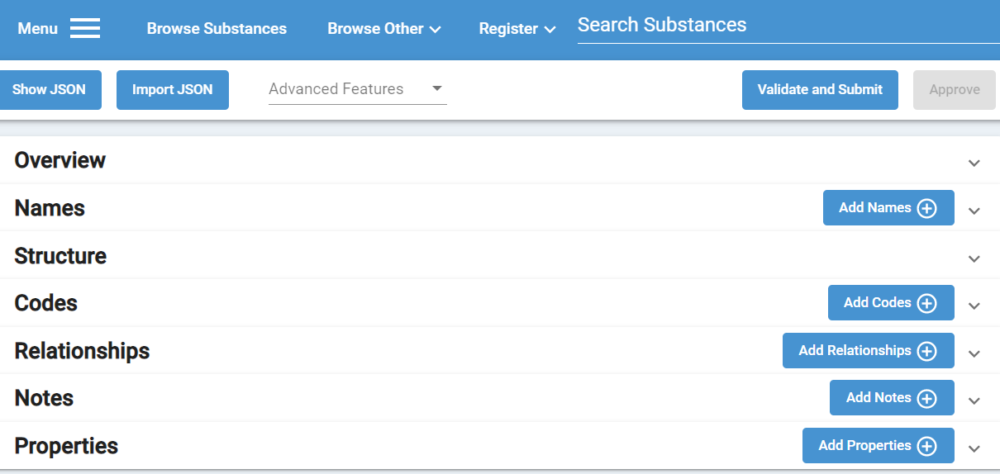 Menu Browse Substances Browse Other Register Search Substances
Show JSON Import JSON Advanced Features Validate and Submit Approve
Overview
Names Add Names
Structure
Codes Add Codes
Relationships Add Relationships
Notes Add Notes
Properties Add Properties